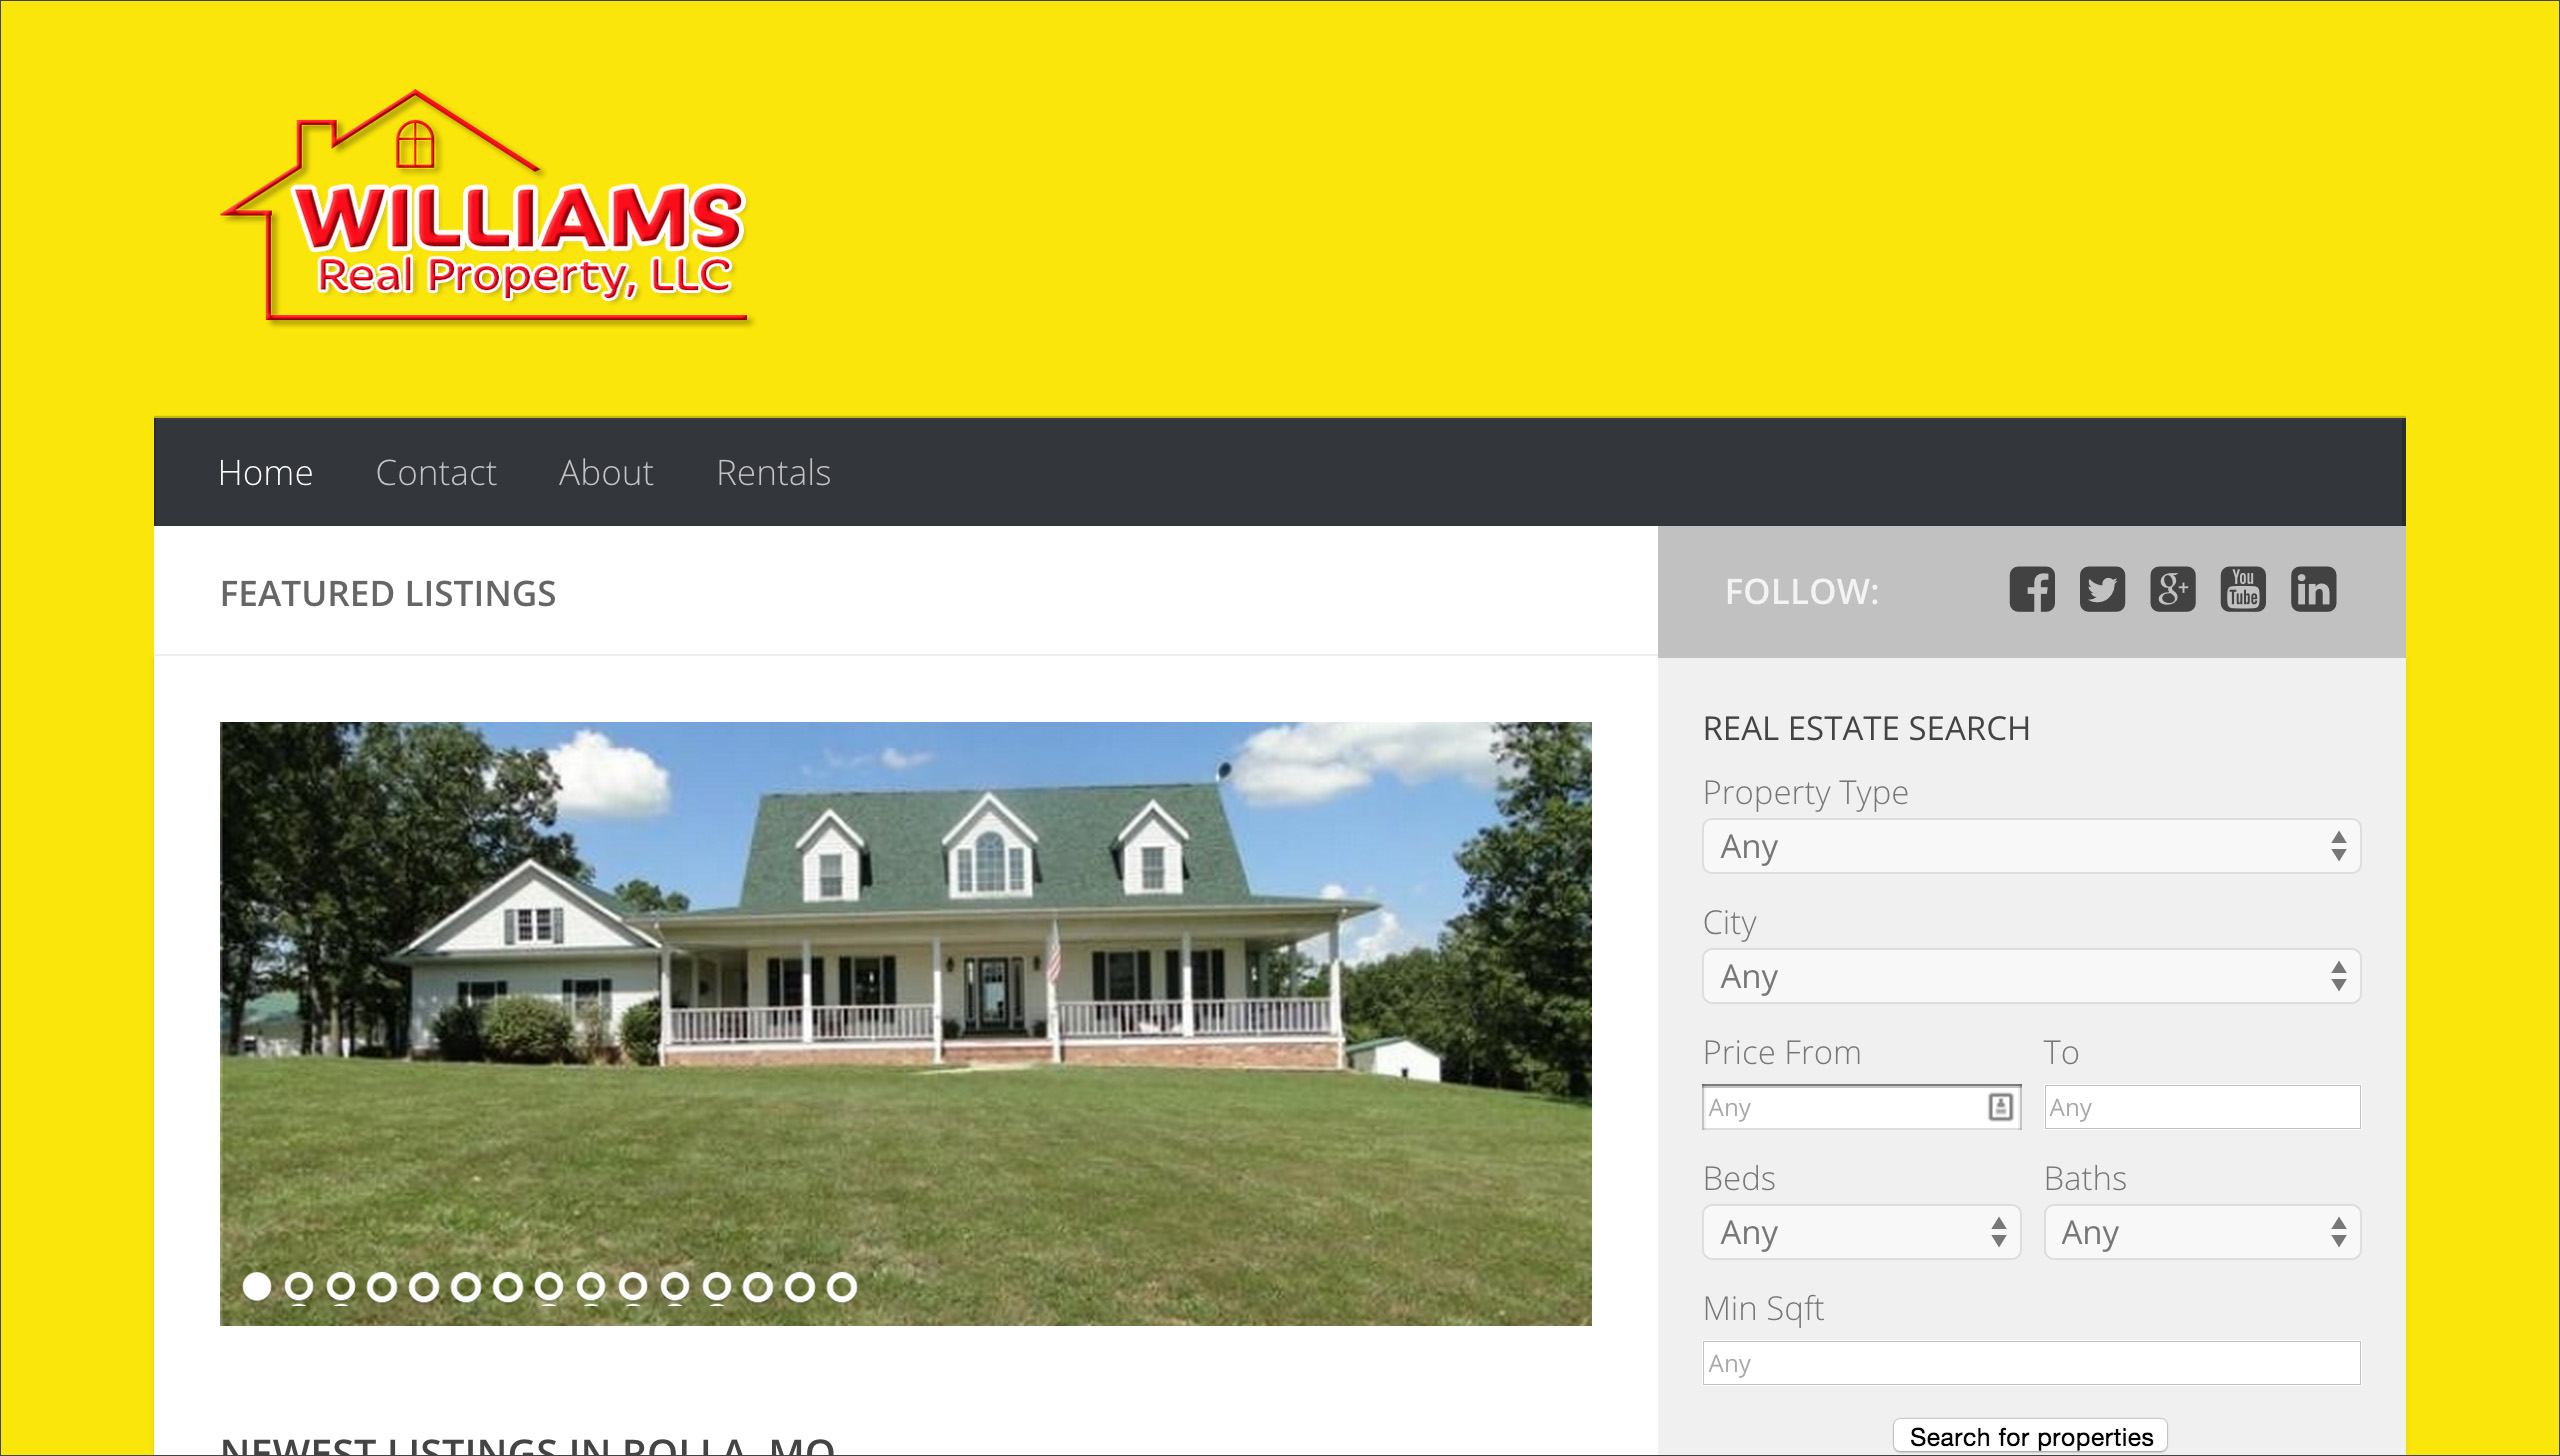 WILLIAMS
Real Property, LLC
Home Contact About Rentals
FEATURED LISTINGS
FOLLOW:
You
Tube
REAL ESTATE SEARCH
Property Type
Any
City
Any
Price From To
Any Any
Beds Baths
Any Any
Min Sqft
Any
Search for properties
NEWEST LISTINGS IN ROLLA, MO